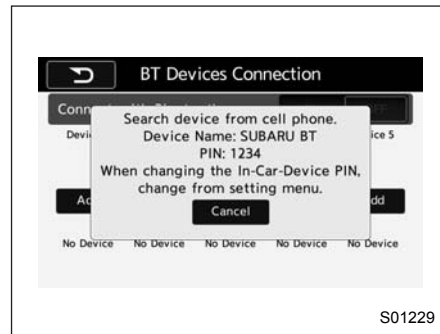 BT Devices Connection
Search device from cell phone.
Device Name: SUBARU BT
PIN: 1234
When changing the In-Car-Device PIN,
change from setting menu.
Cancel
No Device No Device No Device No Device No Device
S01229